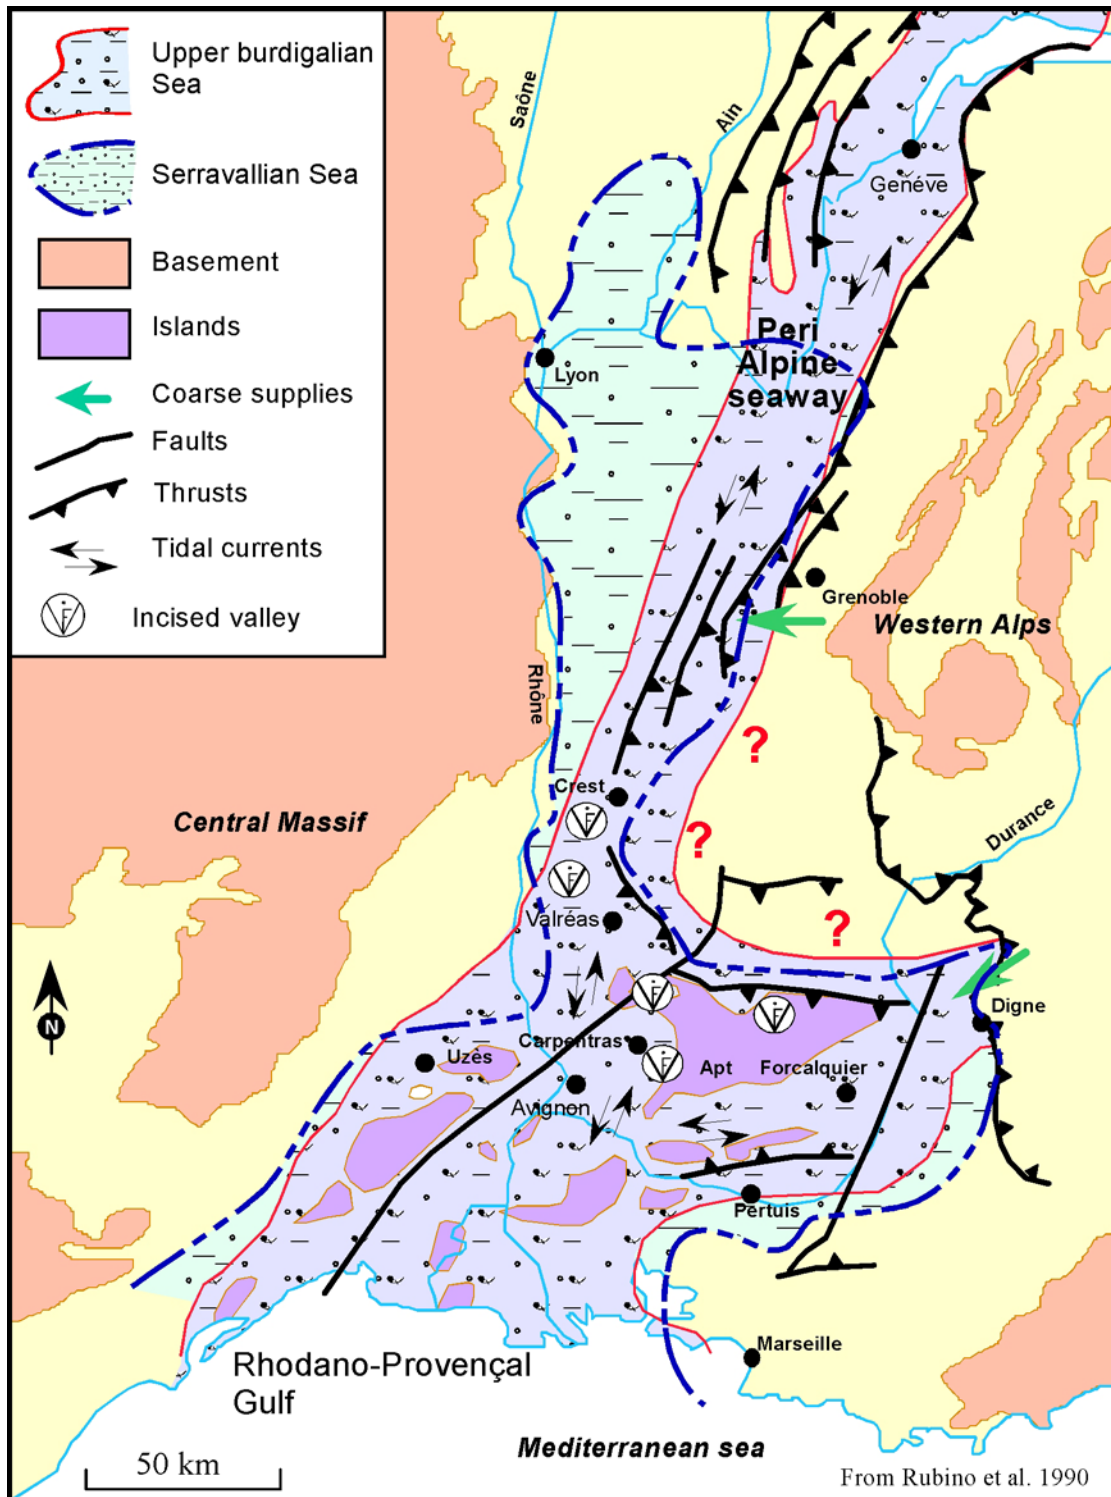 Upper burdigalian
Sea
Serravallian Sea
Basement
Islands
Coarse supplies
Faults
Thrusts
Tidal currents
Incised valley
Saône
Ain
Genéve
Peri
Alpine
seaway
Lyon
Grenoble
Western Alps
Rhône
?
Crest
Central Massif
?
Durance
Valréas
?
N
Digne
Carpentras
Uzès
Apt
Forcalquier
Avignon
Pertuis
Marseille
Rhodano-Provençal
Gulf
Mediterranean sea
50 km
From Rubino et al. 1990